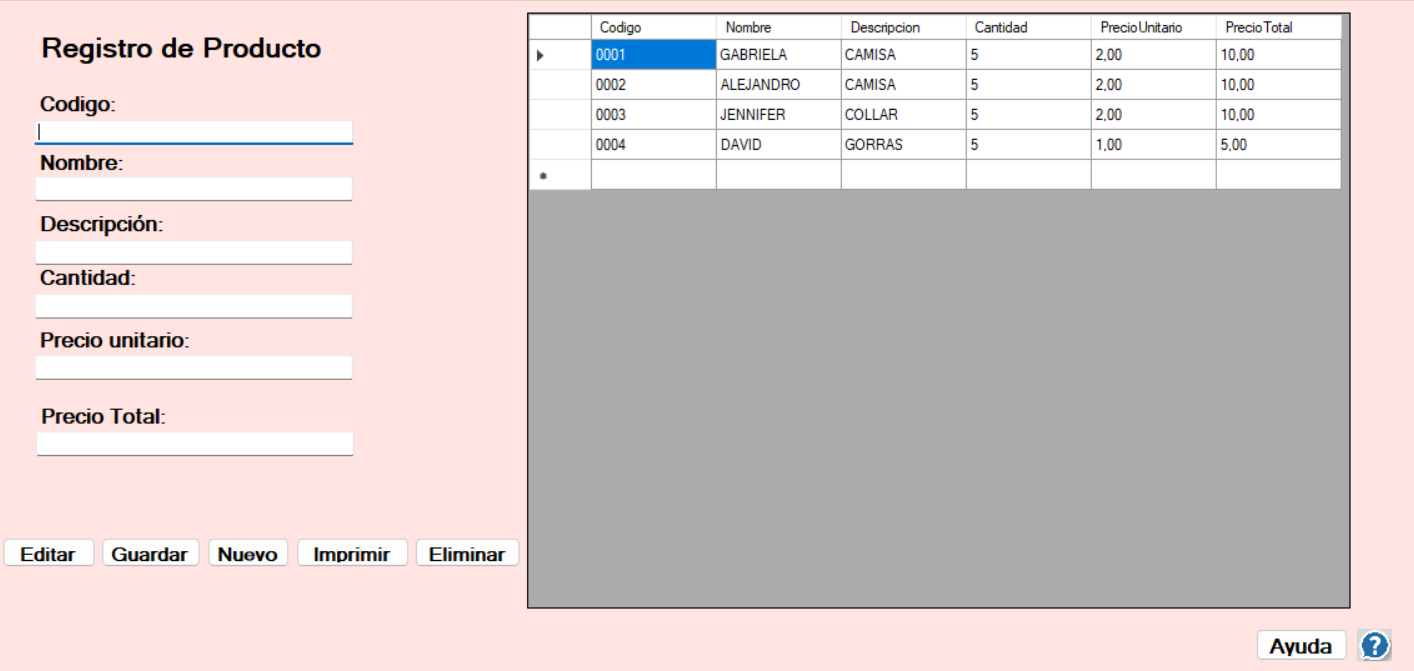 Registro de Producto
Codigo:
Nombre:
Descripción:
Cantidad:
Precio unitario:
Precio Total:
Editar Guardar Nuevo Imprimir Eliminar
Codigo Nombre Descripcion Cantidad PrecioUnitario PrecioTotal
0001 GABRIELA CAMISA 5 2,00 10,00
0002 ALEJANDRO CAMISA 5 2,00 10,00
0003 JENNIFER COLLAR 5 2,00 10,00
0004 DAVID GORRAS 5 1,00 5,00
Ayuda ?